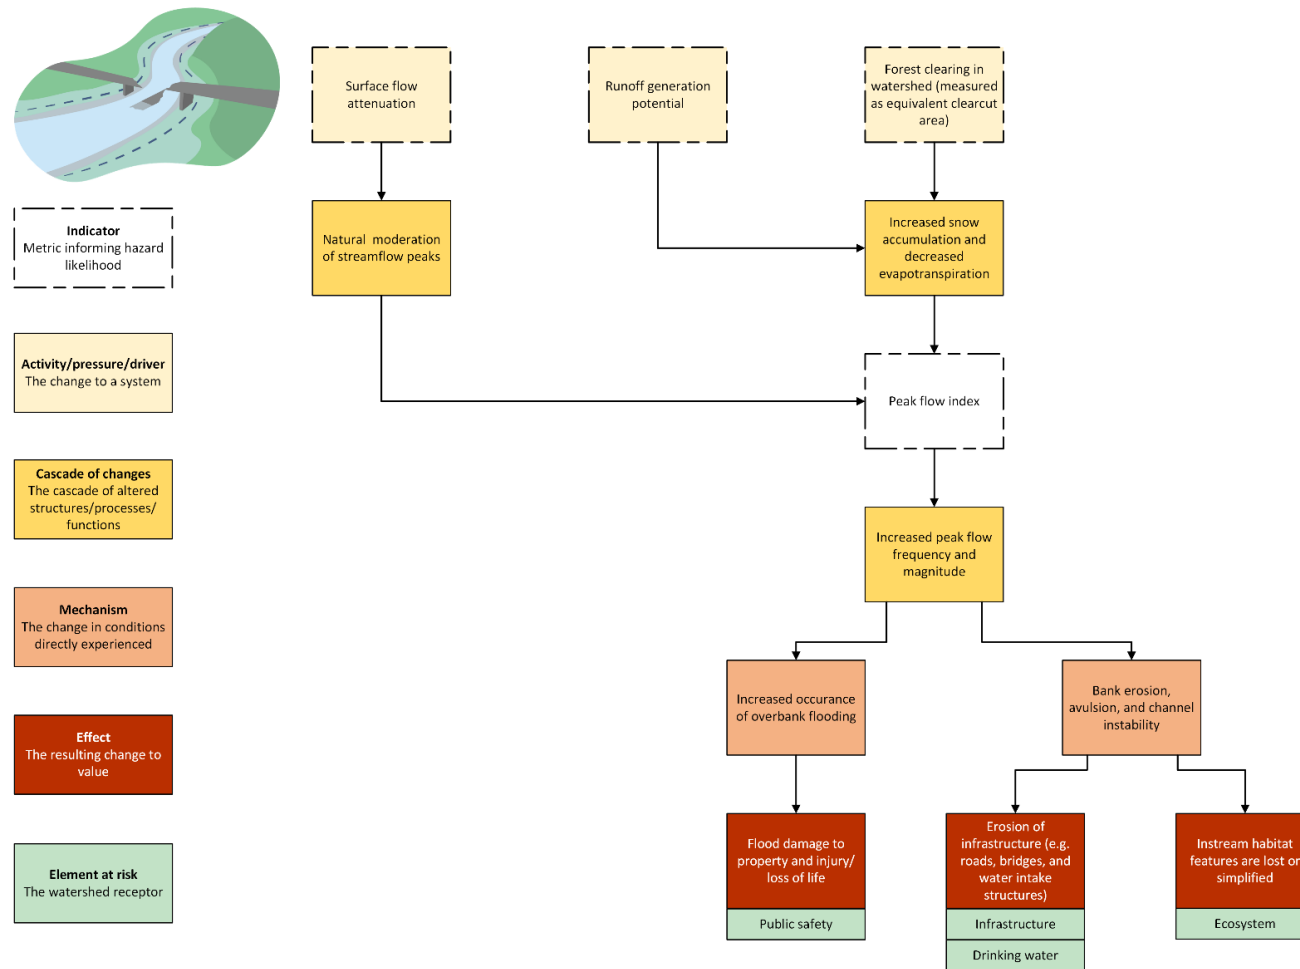 Surface flow
attenuation
Runoff generation
potential
Forest clearing in
watershed (measured
as equivalent clearcut
area)
Indicator
Metric informing hazard
likelihood
Natural moderation
of streamflow peaks
Increased snow
accumulation and
decreased
evapotranspiration
Activity/pressure/driver
The change to a system
Peak flow index
Cascade of changes
The cascade of altered
structures/processes/
functions
Increased peak flow
frequency and
magnitude
Mechanism
The change in conditions
directly experienced
Increased occurance
of overbank flooding
Bank erosion,
avulsion, and channel
instability
Effect
The resulting change to
value
Flood damage to
property and injury/
loss of life
Erosion of
infrastructure (e.g.
roads, bridges, and
water intake
structures)
Instream habitat
features are lost or
simplified
Element at risk
The watershed receptor
Public safety
Infrastructure
Drinking water
Ecosystem